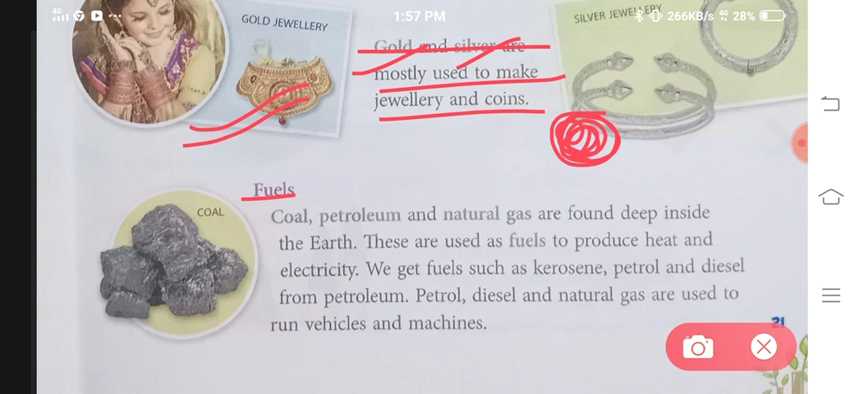 4G 1:57 PM 266KB/s 4G 28%
GOLD JEWELLERY
SILVER JEWELLERY
Gold and silver are
mostly used to make
jewellery and coins.
Fuels
COAL
Coal, petroleum and natural gas are found deep inside
the Earth. These are used as fuels to produce heat and
electricity. We get fuels such as kerosene, petrol and diesel
from petroleum. Petrol, diesel and natural gas are used to
run vehicles and machines.
21